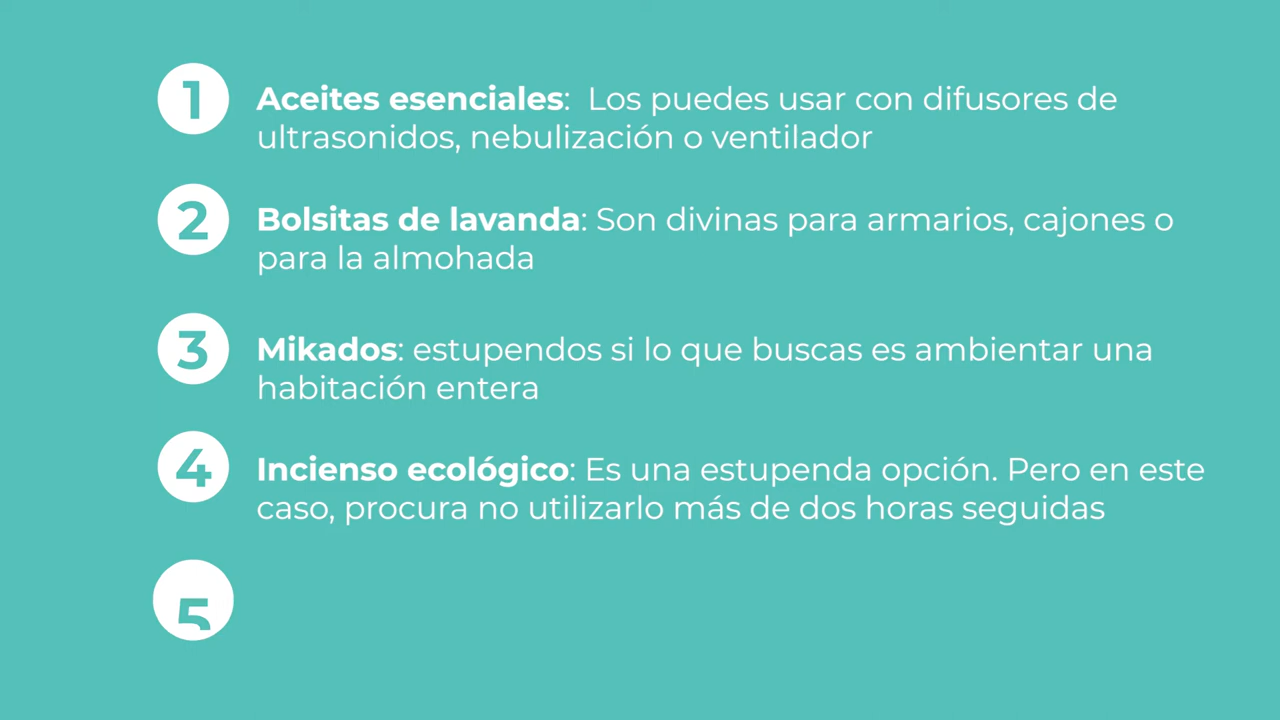 1 Aceites esenciales: Los puedes usar con difusores de
ultrasonidos, nebulización o ventilador
2 Bolsitas de lavanda: Son divinas para armarios, cajones o
para la almohada
3 Mikados: estupendos si lo que buscas es ambientar una
habitación entera
4 Incienso ecológico: Es una estupenda opción. Pero en este
caso, procura no utilizarlo más de dos horas seguidas
5